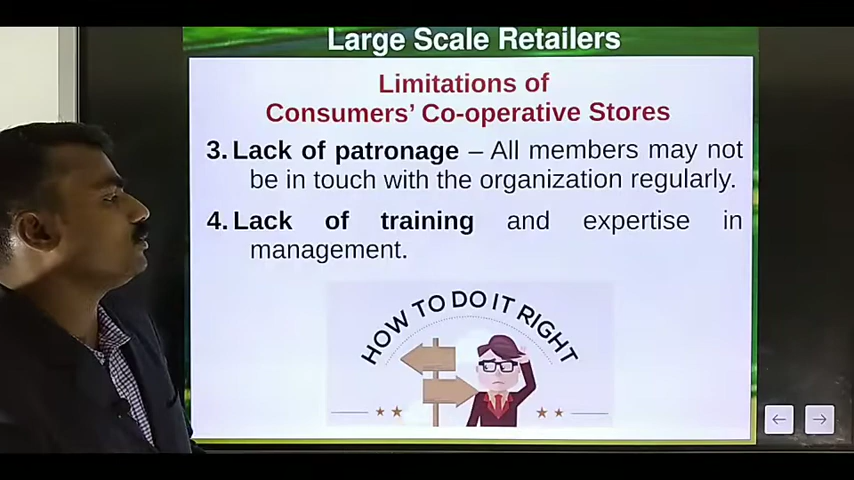 Large Scale Retailers
Limitations of
Consumers' Co-operative Stores
3. Lack of patronage – All members may not
be in touch with the organization regularly.
4. Lack of training and expertise in
management.
HOW TO DO IT RIGHT